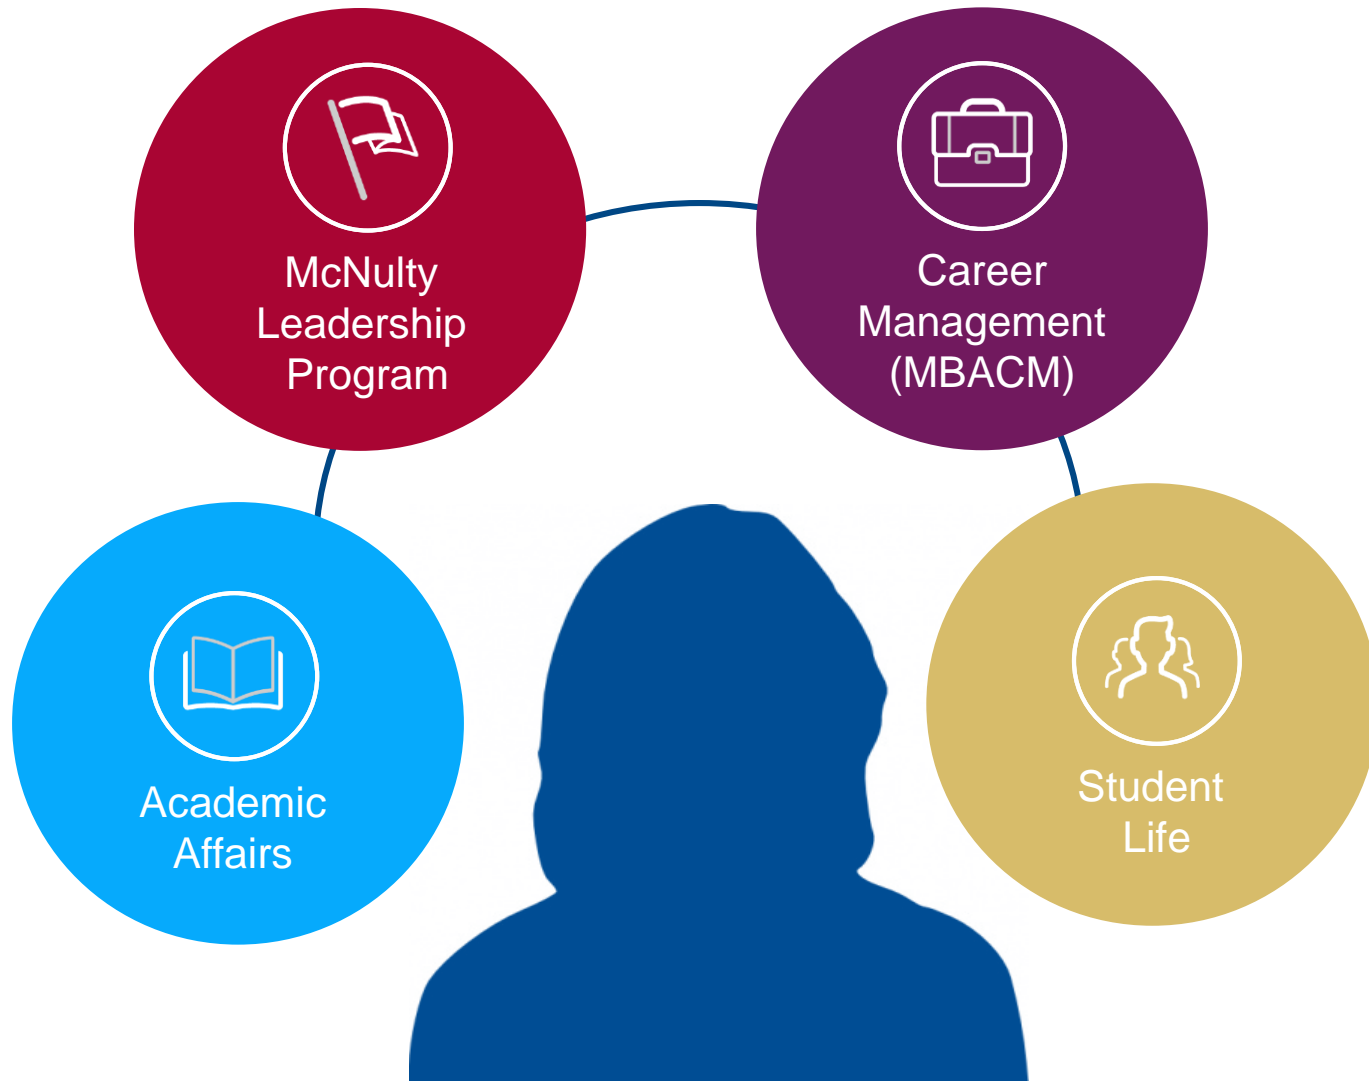 McNulty
Leadership
Program
Career
Management
(MBACM)
Academic
Affairs
Student
Life